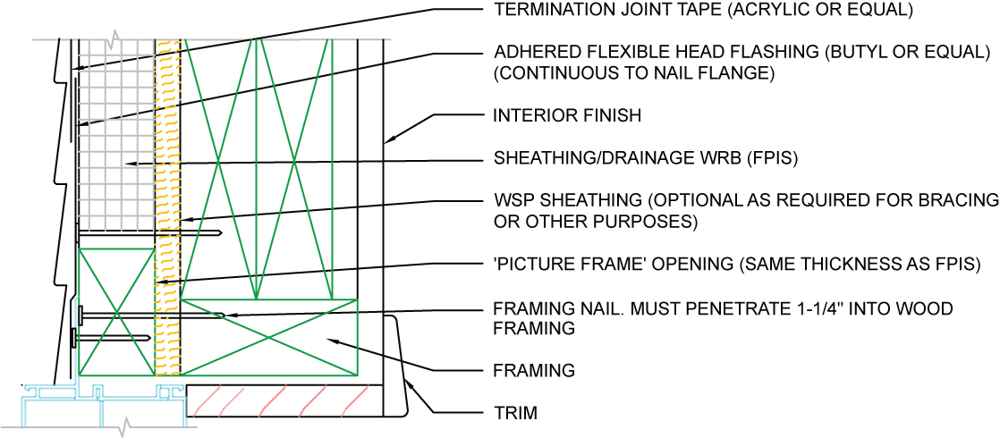 TERMINATION JOINT TAPE (ACRYLIC OR EQUAL)
ADHERED FLEXIBLE HEAD FLASHING (BUTYL OR EQUAL)
(CONTINUOUS TO NAIL FLANGE)
INTERIOR FINISH
SHEATHING/DRAINAGE WRB (FPIS)
WSP SHEATHING (OPTIONAL AS REQUIRED FOR BRACING
OR OTHER PURPOSES)
'PICTURE FRAME' OPENING (SAME THICKNESS AS FPIS)
FRAMING NAIL. MUST PENETRATE 1-1/4" INTO WOOD
FRAMING
FRAMING
TRIM